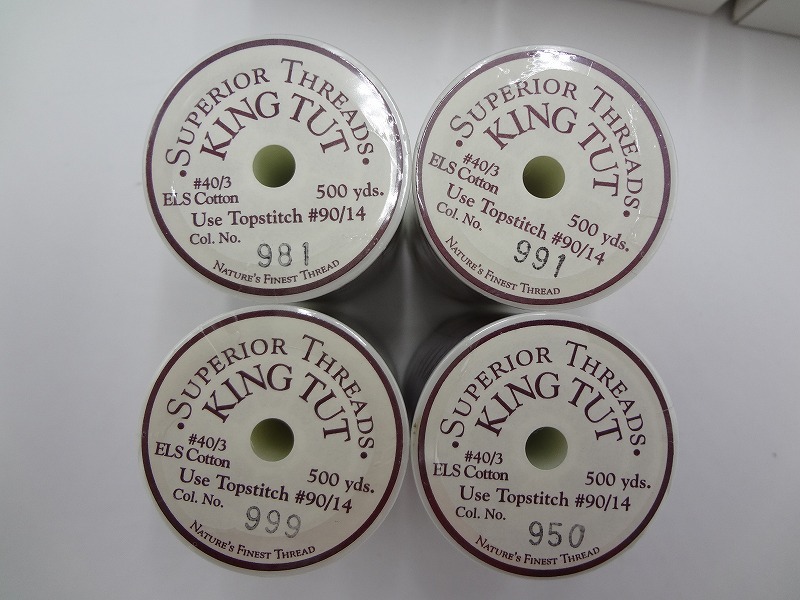 ·SUPERIOR THREADS·
KING TUT
#40/3
ELS Cotton
500 yds.
Use Topstitch #90/14
Col. No.
981
NATURE'S FINEST THREAD
·SUPERIOR THREADS·
KING TUT
#40/3
ELS Cotton
500 yds.
Use Topstitch #90/14
Col. No.
991
NATURE'S FINEST THREAD
·SUPERIOR THREADS·
KING TUT
#40/3
ELS Cotton
500 yds.
Use Topstitch #90/14
Col. No.
999
NATURE'S FINEST THREAD
·SUPERIOR THREADS·
KING TUT
#40/3
ELS Cotton
500 yds.
Use Topstitch #90/14
Col. No.
950
NATURE'S FINEST THREAD